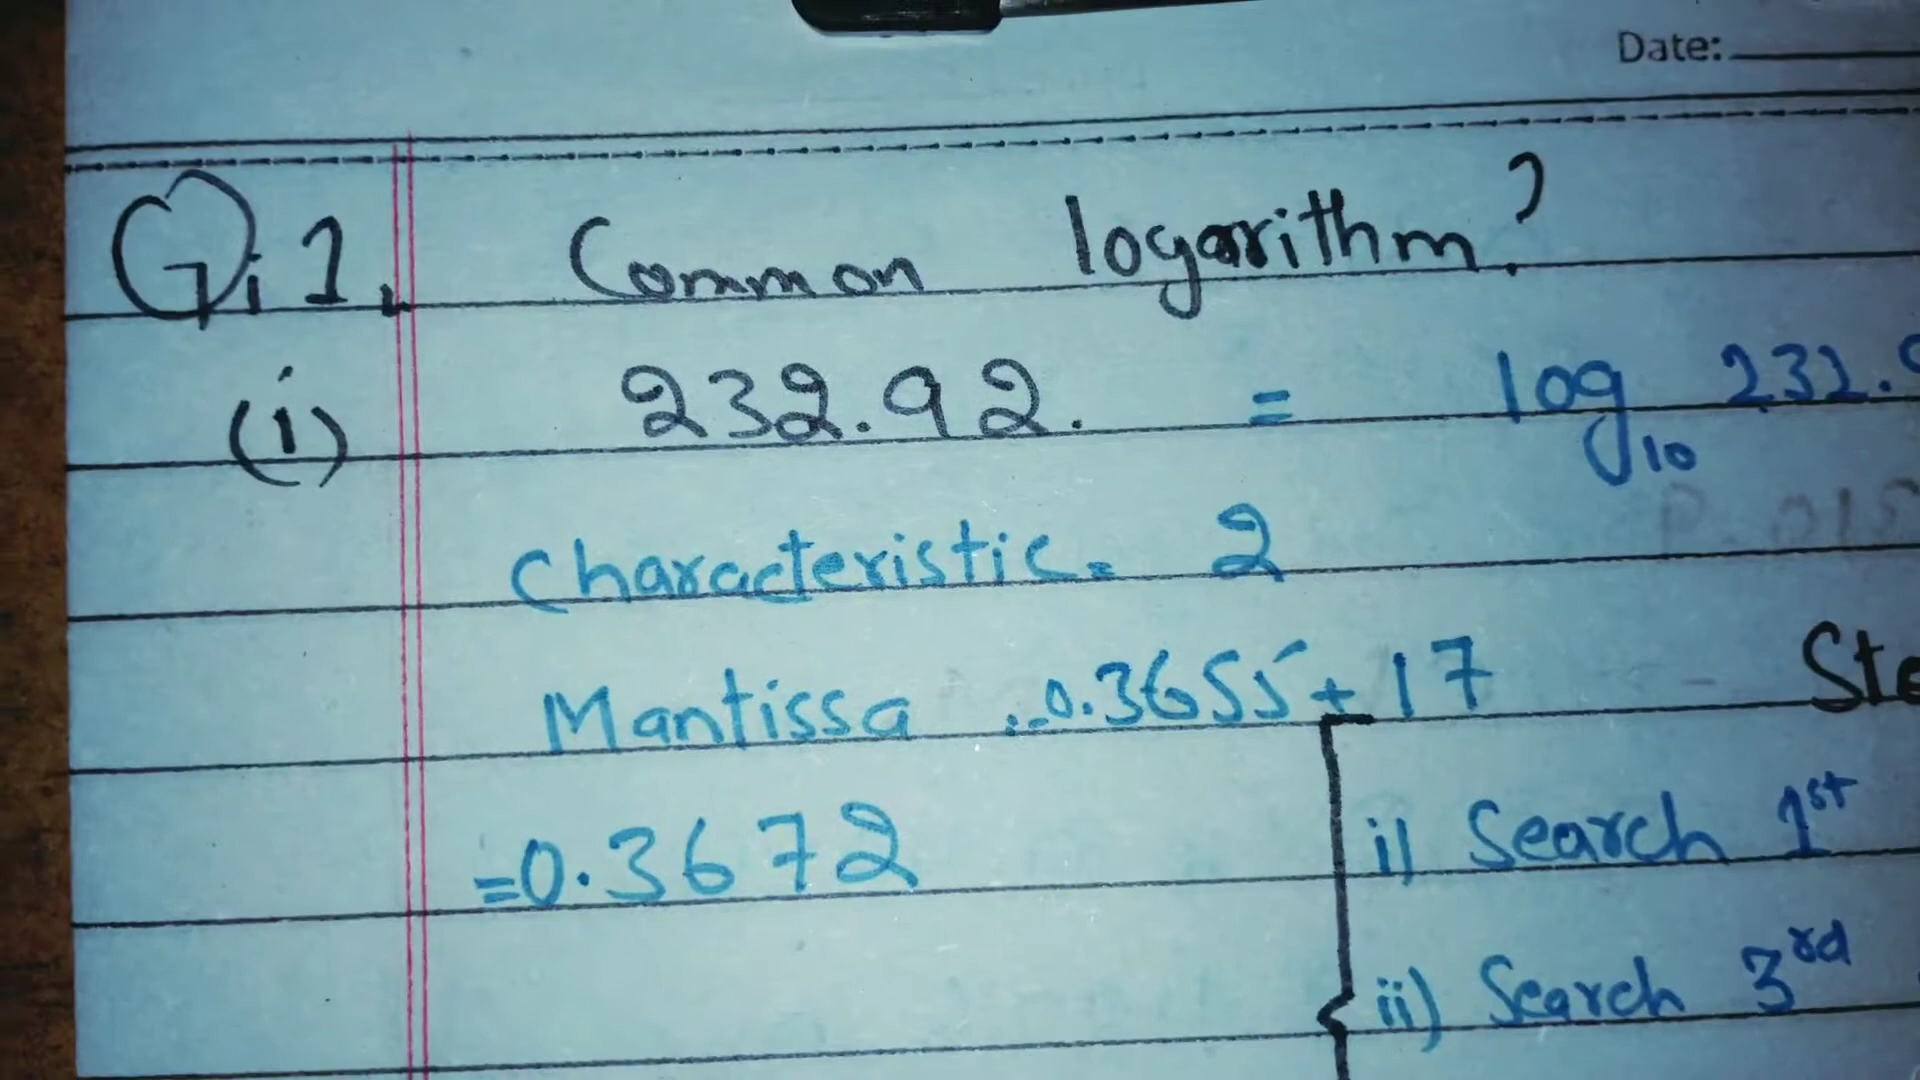 Date:
Q:1. Common logarithm?
(i) 232.92. = log10 232.9
Characteristic = 2
Mantissa ...0.3655+17
=0.3672
i) Search 1st
ii) Search 3rd